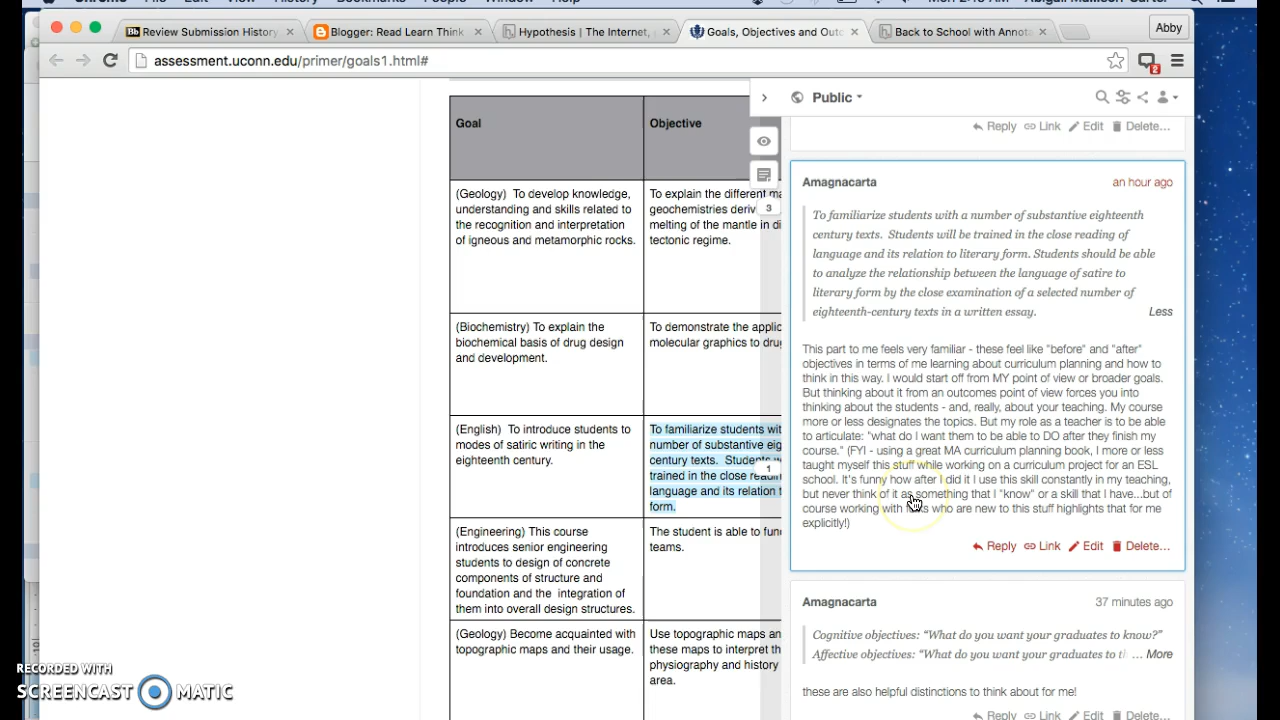 Chrome File Edit View History Bookmarks People Window Help
Abby
Review Submission History
Blogger: Read Learn Think
Hypothesis | The Internet,
Goals, Objectives and Outc
Back to School with Annota
assessment.uconn.edu/primer/goals1.html#
2
Goal
Objective
(Geology) To develop knowledge,
understanding and skills related to
the recognition and interpretation
of igneous and metamorphic rocks.
To explain the different ma
geochemistries deriv
melting of the mantle in di
tectonic regime.
(Biochemistry) To explain the
biochemical basis of drug design
and development.
To demonstrate the applic
molecular graphics to drug
(English) To introduce students to
modes of satiric writing in the
eighteenth century.
To familiarize students wit
number of substantive eig
century texts. Students w
trained in the close readin
language and its relation t
form.
(Engineering) This course
introduces senior engineering
students to design of concrete
components of structure and
foundation and the integration of
them into overall design structures.
The student is able to func
teams.
(Geology) Become acquainted with
topographic maps and their usage.
Use topographic maps an
these maps to interpret th
physiography and history
area.
3
1
Public
Reply Link Edit Delete...
Amagnacarta
an hour ago
To familiarize students with a number of substantive eighteenth
century texts. Students will be trained in the close reading of
language and its relation to literary form. Students should be able
to analyze the relationship between the language of satire to
literary form by the close examination of a selected number of
eighteenth-century texts in a written essay.
Less
This part to me feels very familiar - these feel like "before" and "after"
objectives in terms of me learning about curriculum planning and how to
think in this way. I would start off from MY point of view or broader goals.
But thinking about it from an outcomes point of view forces you into
thinking about the students - and, really, about your teaching. My course
more or less designates the topics. But my role as a teacher is to be able
to articulate: "what do I want them to be able to DO after they finish my
course." (FYI - using a great MA curriculum planning book, I more or less
taught myself this stuff while working on a curriculum project for an ESL
school. It's funny how after I did it I use this skill constantly in my teaching,
but never think of it as something that I "know" or a skill that I have...but of
course working with who are new to this stuff highlights that for me
explicitly!)
Reply Link Edit Delete...
Amagnacarta
37 minutes ago
Cognitive objectives: "What do you want your graduates to know?"
Affective objectives: "What do you want your graduates to th ... More
these are also helpful distinctions to think about for me!
Reply Link Edit Delete...
RECORDED WITH
SCREENCAST MATIC